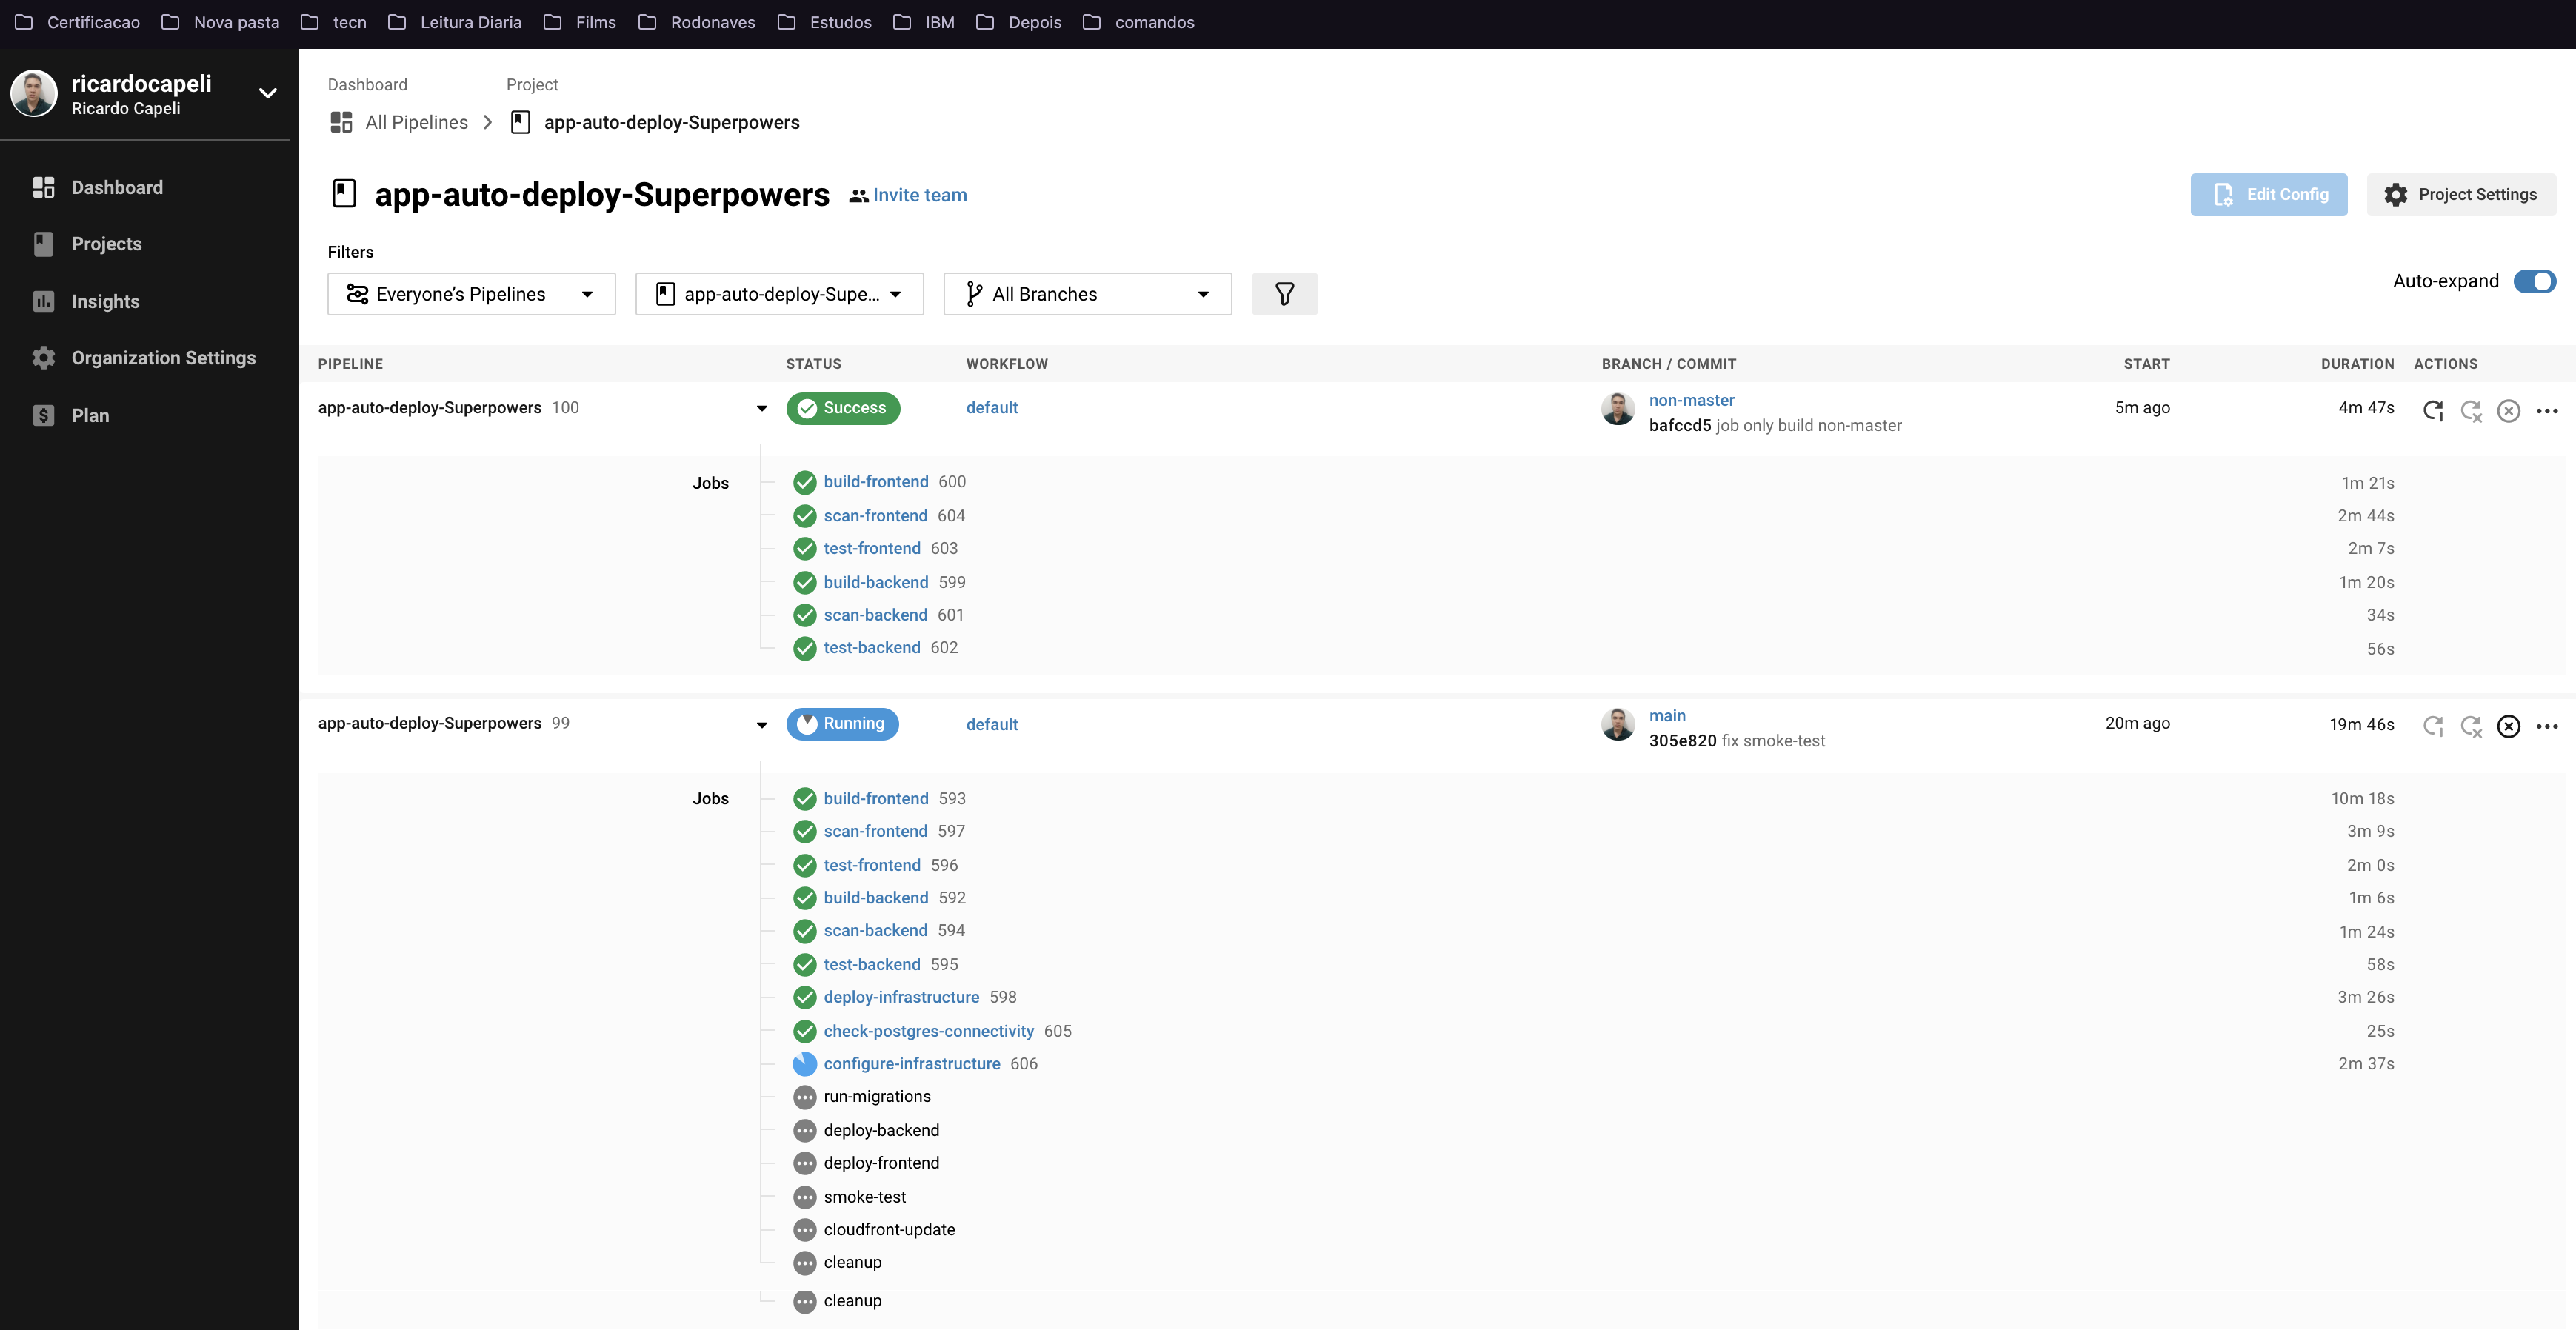 Certificacao Nova pasta tecn Leitura Diaria Films Rodonaves Estudos IBM Depois comandos
ricardocapeli
Ricardo Capeli
Dashboard
Projects
Insights
Organization Settings
Plan
Dashboard Project
All Pipelines app-auto-deploy-Superpowers
app-auto-deploy-Superpowers Invite team
Edit Config Project Settings
Filters
Everyone’s Pipelines app-auto-deploy-Supe... All Branches
Auto-expand
PIPELINE STATUS WORKFLOW BRANCH / COMMIT START DURATION ACTIONS
app-auto-deploy-Superpowers 100 Success default non-master 5m ago 4m 47s
bafccd5 job only build non-master
Jobs build-frontend 600 1m 21s
scan-frontend 604 2m 44s
test-frontend 603 2m 7s
build-backend 599 1m 20s
scan-backend 601 34s
test-backend 602 56s
app-auto-deploy-Superpowers 99 Running default main 20m ago 19m 46s
305e820 fix smoke-test
Jobs build-frontend 593 10m 18s
scan-frontend 597 3m 9s
test-frontend 596 2m 0s
build-backend 592 1m 6s
scan-backend 594 1m 24s
test-backend 595 58s
deploy-infrastructure 598 3m 26s
check-postgres-connectivity 605 25s
configure-infrastructure 606 2m 37s
run-migrations
deploy-backend
deploy-frontend
smoke-test
cloudfront-update
cleanup
cleanup